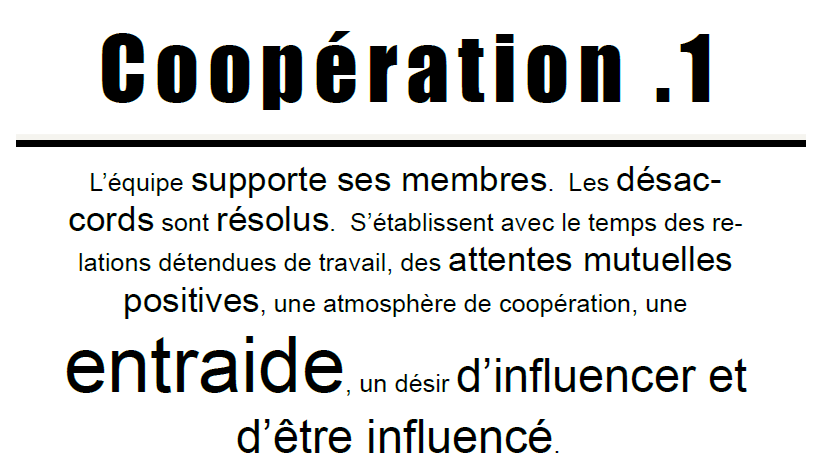 Coopération .1
L’équipe supporte ses membres.  Les désac-
cords sont résolus.  S’établissent avec le temps des re-
lations détendues de travail, des attentes mutuelles
positives, une atmosphère de coopération, une
entraide, un désir d’influencer et
d’être influencé.